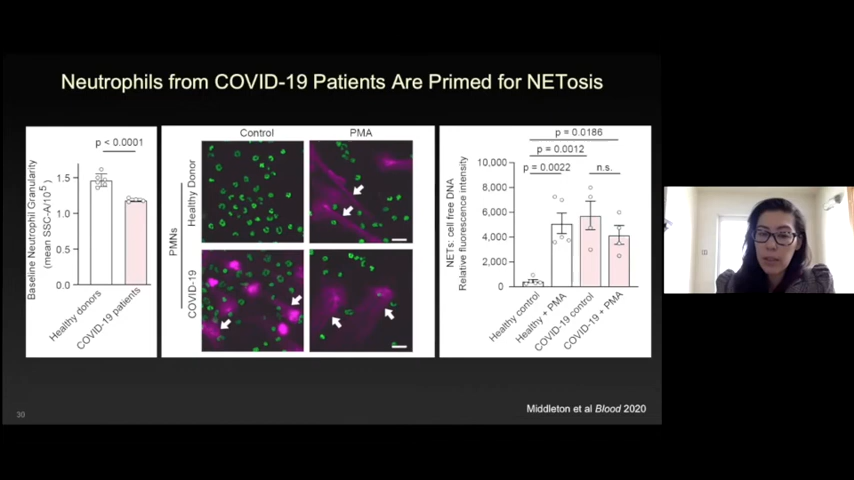 Neutrophils from COVID-19 Patients Are Primed for NETosis
p < 0.0001
Baseline Neutrophil Granularity
(mean SSC-A/10⁵)
1.5
1.0
0.5
0.0
Healthy donors
COVID-19 patients
Control
PMA
PMNs
Healthy Donor
COVID-19
p = 0.0186
p = 0.0012
p = 0.0022
n.s.
NETs: cell free DNA
Relative fluorescence intensity
10,000
8,000
6,000
4,000
2,000
0
Healthy control
Healthy + PMA
COVID-19 control
COVID-19 + PMA
Middleton et al Blood 2020
30